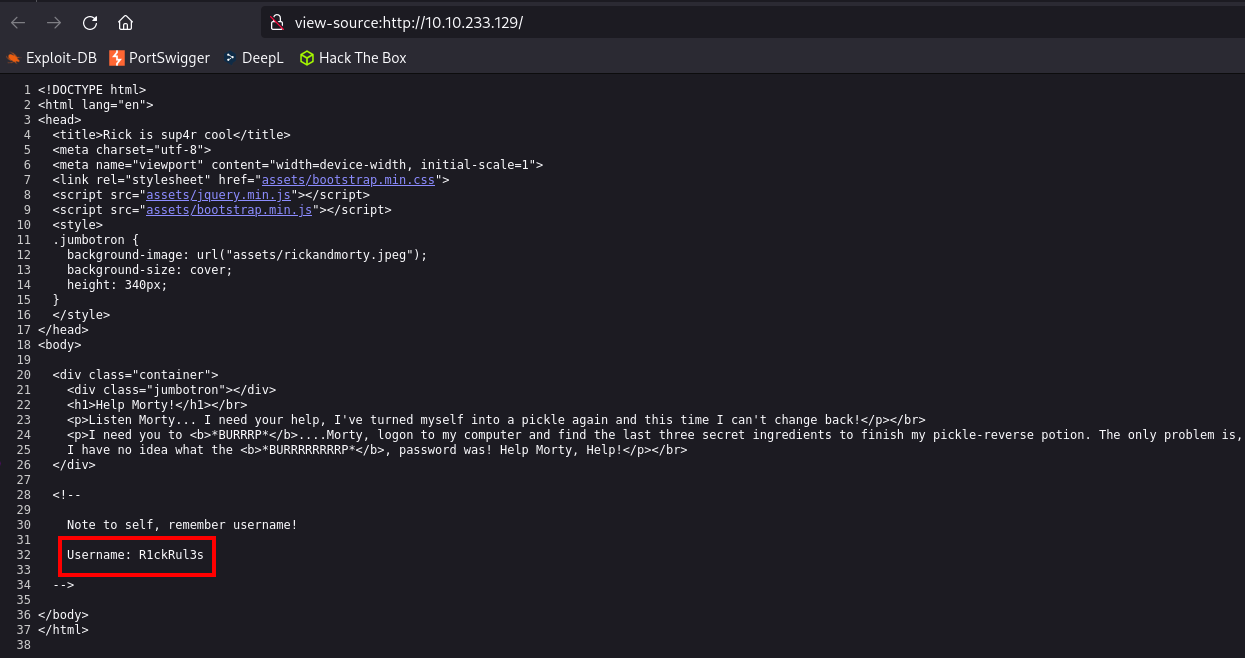 view-source:http://10.10.233.129/
Exploit-DB PortSwigger DeepL Hack The Box
1 <!DOCTYPE html>
2 <html lang="en">
3 <head>
4 <title>Rick is sup4r cool</title>
5 <meta charset="utf-8">
6 <meta name="viewport" content="width=device-width, initial-scale=1">
7 <link rel="stylesheet" href="assets/bootstrap.min.css">
8 <script src="assets/jquery.min.js"></script>
9 <script src="assets/bootstrap.min.js"></script>
10 <style>
11 .jumbotron {
12 background-image: url("assets/rickandmorty.jpeg");
13 background-size: cover;
14 height: 340px;
15 }
16 </style>
17 </head>
18 <body>
19
20 <div class="container">
21 <div class="jumbotron"></div>
22 <h1>Help Morty!</h1></br>
23 <p>Listen Morty... I need your help, I've turned myself into a pickle again and this time I can't change back!</p></br>
24 <p>I need you to <b>*BURRRP*</b>....Morty, logon to my computer and find the last three secret ingredients to finish my pickle-reverse potion. The only problem is,
25 I have no idea what the <b>*BURRRRRRRRP*</b>, password was! Help Morty, Help!</p></br>
26 </div>
27
28 <!--
29
30 Note to self, remember username!
31
32 Username: R1ckRul3s
33
34 -->
35
36 </body>
37 </html>
38